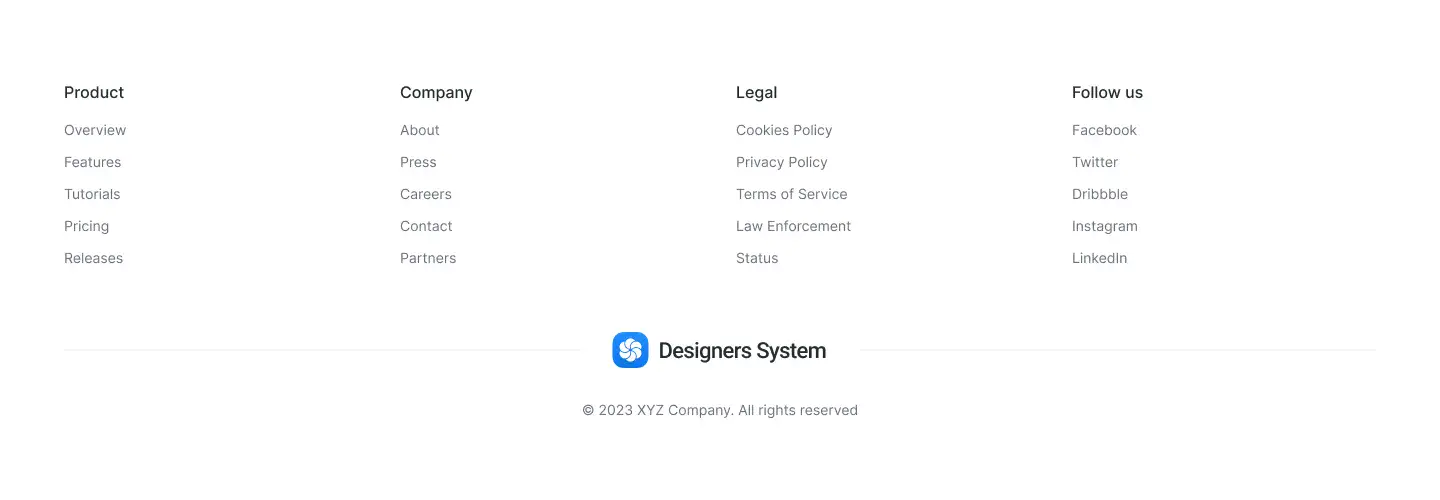 Product
Overview
Features
Tutorials
Pricing
Releases
Company
About
Press
Careers
Contact
Partners
Legal
Cookies Policy
Privacy Policy
Terms of Service
Law Enforcement
Status
Follow us
Facebook
Twitter
Dribbble
Instagram
LinkedIn
Designers System
© 2023 XYZ Company. All rights reserved